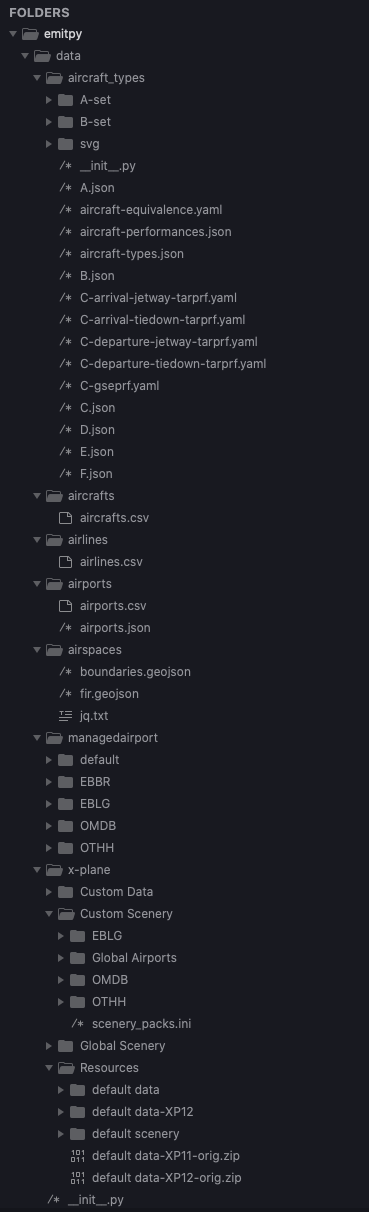 FOLDERS
emitpy
data
aircraft_types
A-set
B-set
svg
/* __init__.py
/* A.json
/* aircraft-equivalence.yaml
/* aircraft-performances.json
/* aircraft-types.json
/* B.json
/* C-arrival-jetway-tarprf.yaml
/* C-arrival-tiedown-tarprf.yaml
/* C-departure-jetway-tarprf.yaml
/* C-departure-tiedown-tarprf.yaml
/* C-gseprf.yaml
/* C.json
/* D.json
/* E.json
/* F.json
aircrafts
aircrafts.csv
airlines
airlines.csv
airports
airports.csv
/* airports.json
airspaces
/* boundaries.geojson
/* fir.geojson
jq.txt
managedairport
default
EBBR
EBLG
OMDB
OTHH
x-plane
Custom Data
Custom Scenery
EBLG
Global Airports
OMDB
OTHH
/* scenery_packs.ini
Global Scenery
Resources
default data
default data-XP12
default scenery
default data-XP11-orig.zip
default data-XP12-orig.zip
/* __init__.py